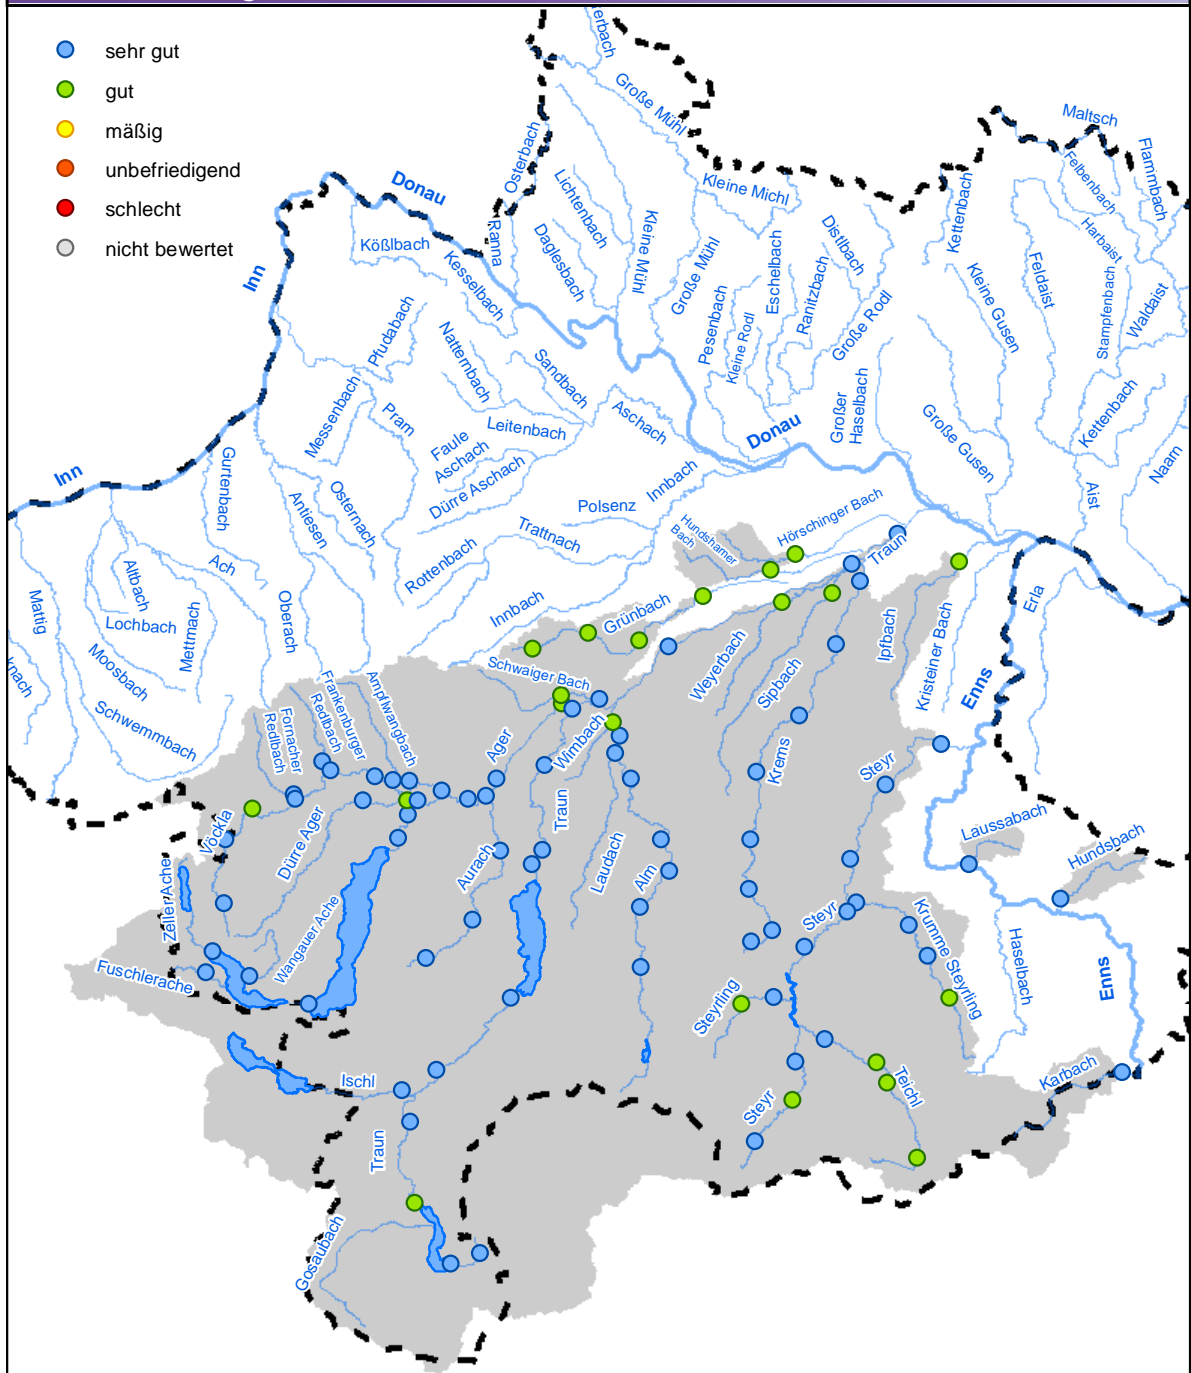 sehr gut
gut
mäßig
unbefriedigend
schlecht
nicht bewertet
erbach
Große Mühl
Maltsch
Flammbach
Felbenbach
Osterbach
Donau
Lichtenbach
Kleine Michl
Kettenbach
Harbaist
Kößlbach
Ranna
Daglesbach
Kleine Mühl
Große Mühl
Eschelbach
Distlbach
Ranitzbach
Feldaist
Inn
Kesselbach
Pesenbach
Kleine Rodl
Große Rodl
Kleine Gusen
Stampfenbach
Waldaist
Pfudabach
Natternbach
Sandbach
Messenbach
Pram
Leitenbach
Aschach
Großer
Haselbach
Donau
Große Gusen
Kettenbach
Faule
Aschach
Dürre Aschach
Inn
Gurtenbach
Antiesen
Osternach
Innbach
Polsenz
Naarn
Aist
Trattnach
Hundshamer
Bach
Hörschinger Bach
Traun
Ach
Rottenbach
Altbach
Mattig
Lochbach
Mettmach
Oberach
Innbach
Grünbach
Erla
Ipfbach
Kristeiner Bach
Moosbach
knach
Schwaiger Bach
Weyerbach
Sipbach
Enns
Schwemmbach
Fornacher
Redlbach
Frankenburger
Redlbach
Ampflwangbach
Ager
Wimbach
Krems
Steyr
Traun
Vöckla
Dürre Ager
Laussabach
Hundsbach
Aurach
Laudach
Alm
Zeller Ache
Wangauer Ache
Steyr
Krumme Steyrling
Haselbach
Enns
Fuschlerache
Steyrling
Ischl
Teichl
Karbach
Steyr
Traun
Gosaubach